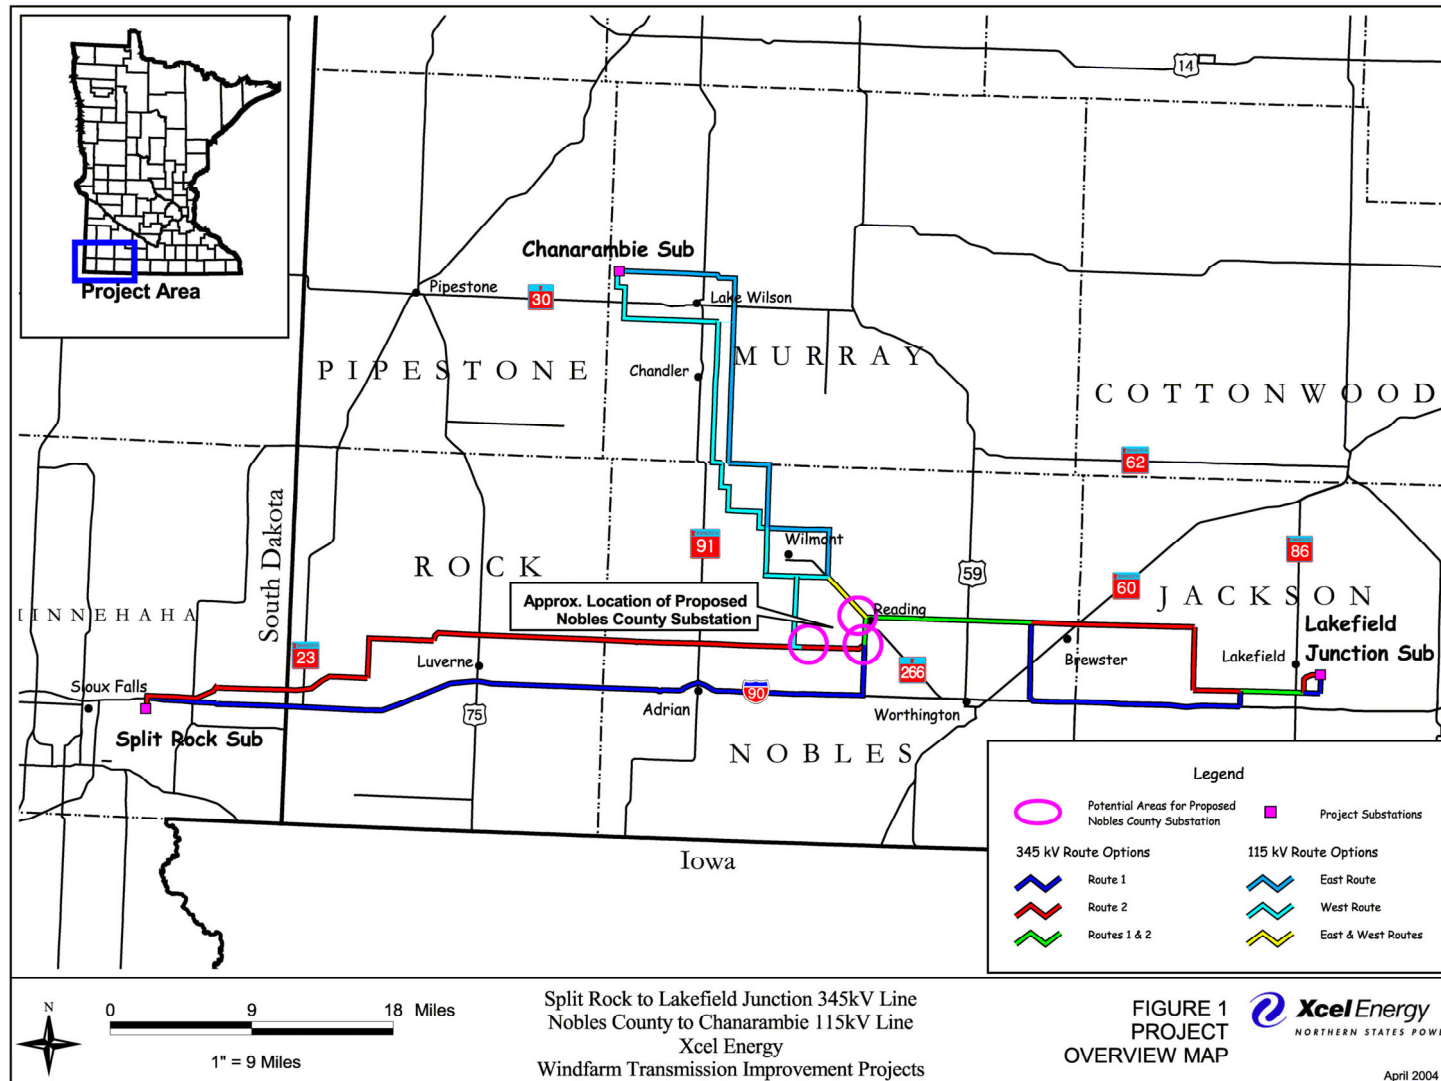 Project Area
14
Chanarambie Sub
Pipestone
30
Lake Wilson
PIPESTONE
MURRAY
Chandler
COTTONWOOD
62
South Dakota
91
Wilmont
59
86
ROCK
60
JACKSON
INNEHAHA
Approx. Location of Proposed
Nobles County Substation
Reading
Lakefield
Junction Sub
23
Luverne
Brewster
Lakefield
266
Sioux Falls
90
Adrian
Worthington
75
Split Rock Sub
NOBLES
Iowa
Legend
Potential Areas for Proposed
Nobles County Substation
Project Substations
345 kV Route Options
115 kV Route Options
Route 1
East Route
Route 2
West Route
Routes 1 & 2
East & West Routes
N
0 9 18 Miles
1" = 9 Miles
Split Rock to Lakefield Junction 345kV Line
Nobles County to Chanarambie 115kV Line
Xcel Energy
Windfarm Transmission Improvement Projects
FIGURE 1
PROJECT
OVERVIEW MAP
Xcel Energy
NORTHERN STATES POW
April 2004